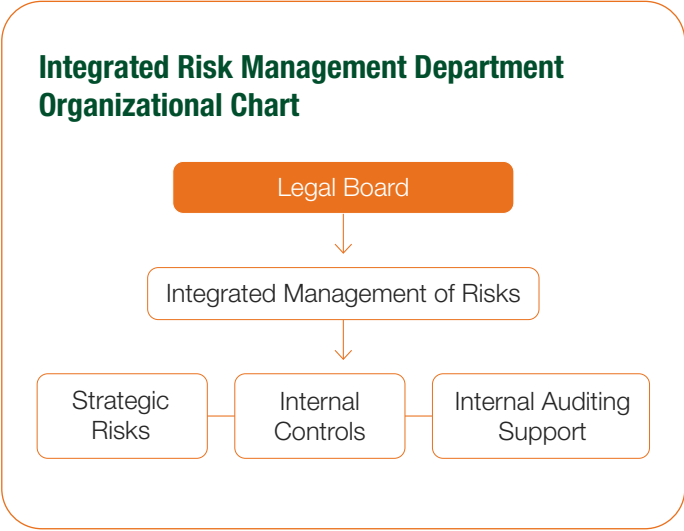 Integrated Risk Management Department
Organizational Chart
Legal Board
Integrated Management of Risks
Strategic
Risks
Internal
Controls
Internal Auditing
Support